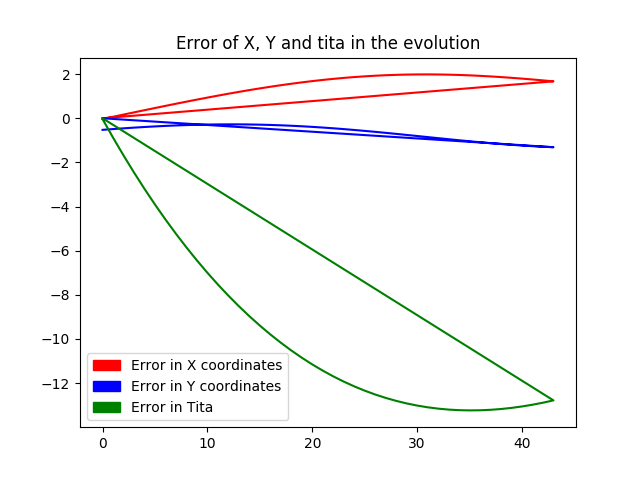 Error of X, Y and tita in the evolution
2
0
−2
−4
−6
−8
−10
−12
Error in X coordinates
Error in Y coordinates
Error in Tita
0 10 20 30 40